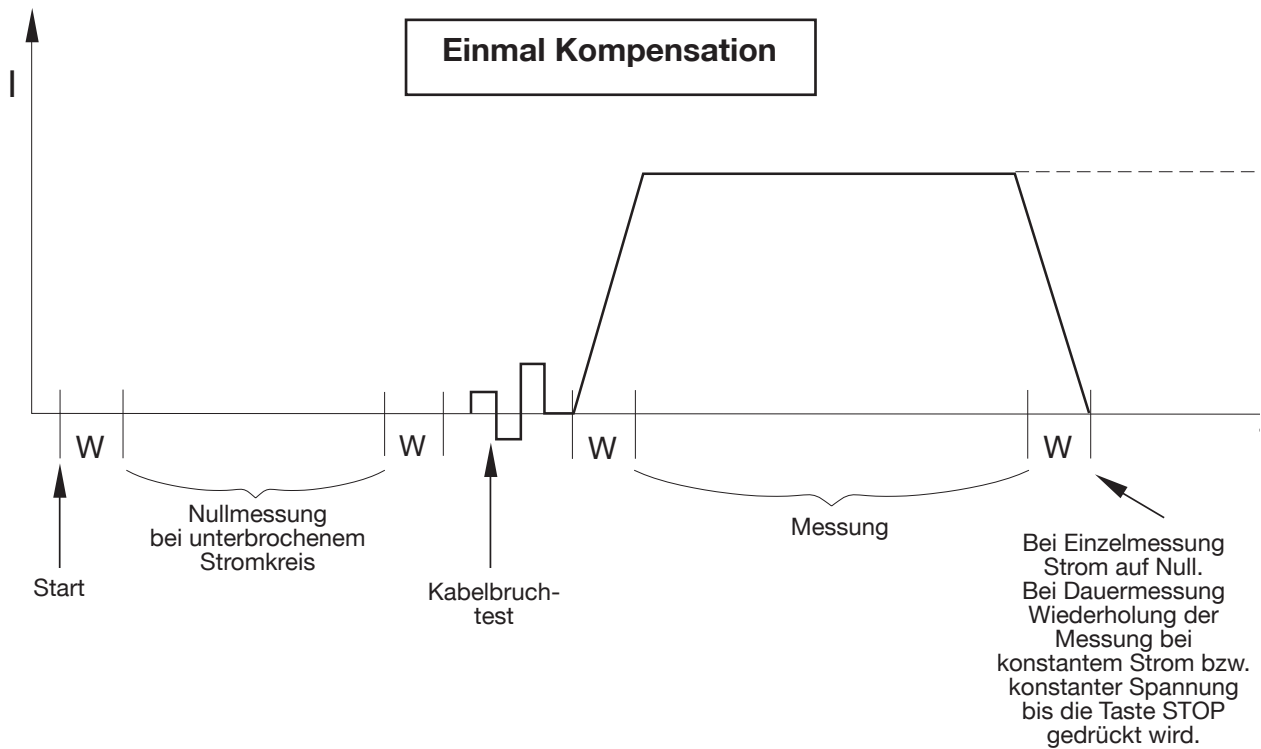 Einmal Kompensation
I
W
W
W
W
Start
Nullmessung
bei unterbrochenem
Stromkreis
Kabelbruch-
test
Messung
Bei Einzelmessung
Strom auf Null.
Bei Dauermessung
Wiederholung der
Messung bei
konstantem Strom bzw.
konstanter Spannung
bis die Taste STOP
gedrückt wird.